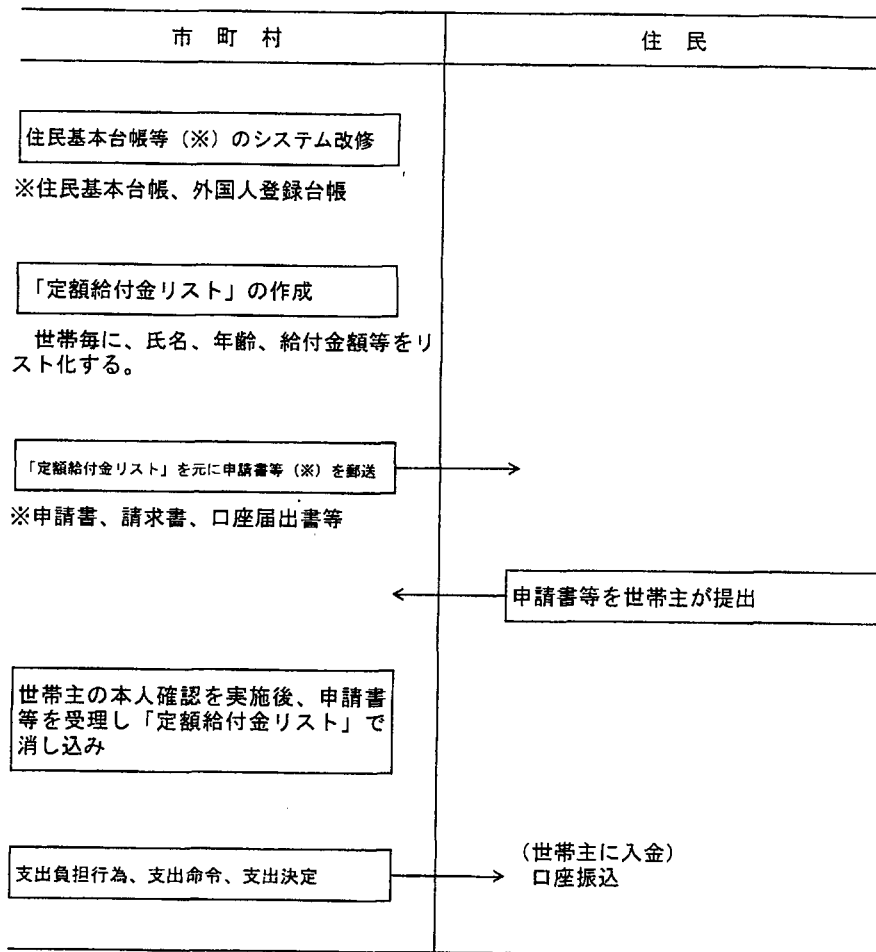 市 町 村
住 民
住民基本台帳等（※）のシステム改修
※住民基本台帳、外国人登録台帳
「定額給付金リスト」の作成
世帯毎に、氏名、年齢、給付金額等をリ
スト化する。
「定額給付金リスト」を元に申請書等（※）を郵送
※申請書、請求書、口座届出書等
申請書等を世帯主が提出
世帯主の本人確認を実施後、申請書
等を受理し「定額給付金リスト」で
消し込み
支出負担行為、支出命令、支出決定
（世帯主に入金）
口座振込